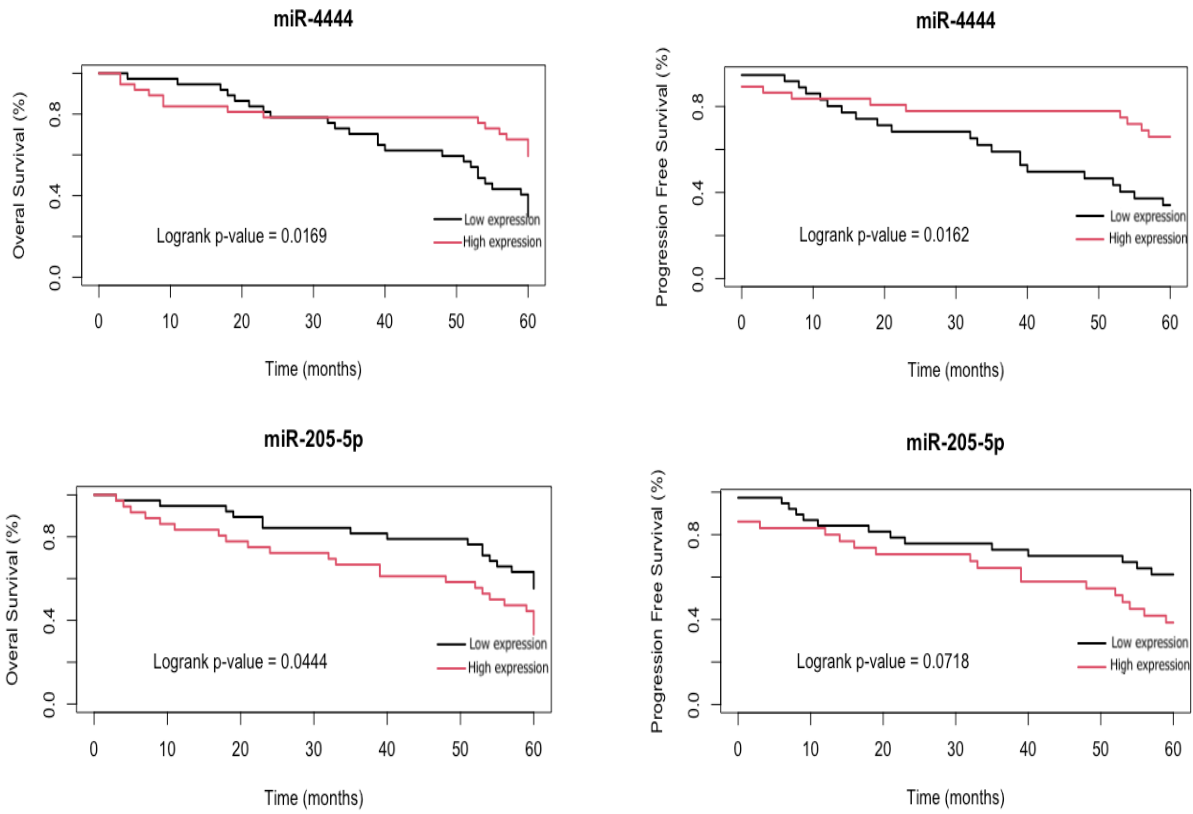 miR-4444
Overal Survival (%)
0.8
0.4
0.0
Logrank p-value = 0.0169
Low expression
High expression
0 10 20 30 40 50 60
Time (months)
miR-4444
Progression Free Survival (%)
0.8
0.4
0.0
Logrank p-value = 0.0162
Low expression
High expression
0 10 20 30 40 50 60
Time (months)
miR-205-5p
Overal Survival (%)
0.8
0.4
0.0
Logrank p-value = 0.0444
Low expression
High expression
0 10 20 30 40 50 60
Time (months)
miR-205-5p
Progression Free Survival (%)
0.8
0.4
0.0
Logrank p-value = 0.0718
Low expression
High expression
0 10 20 30 40 50 60
Time (months)